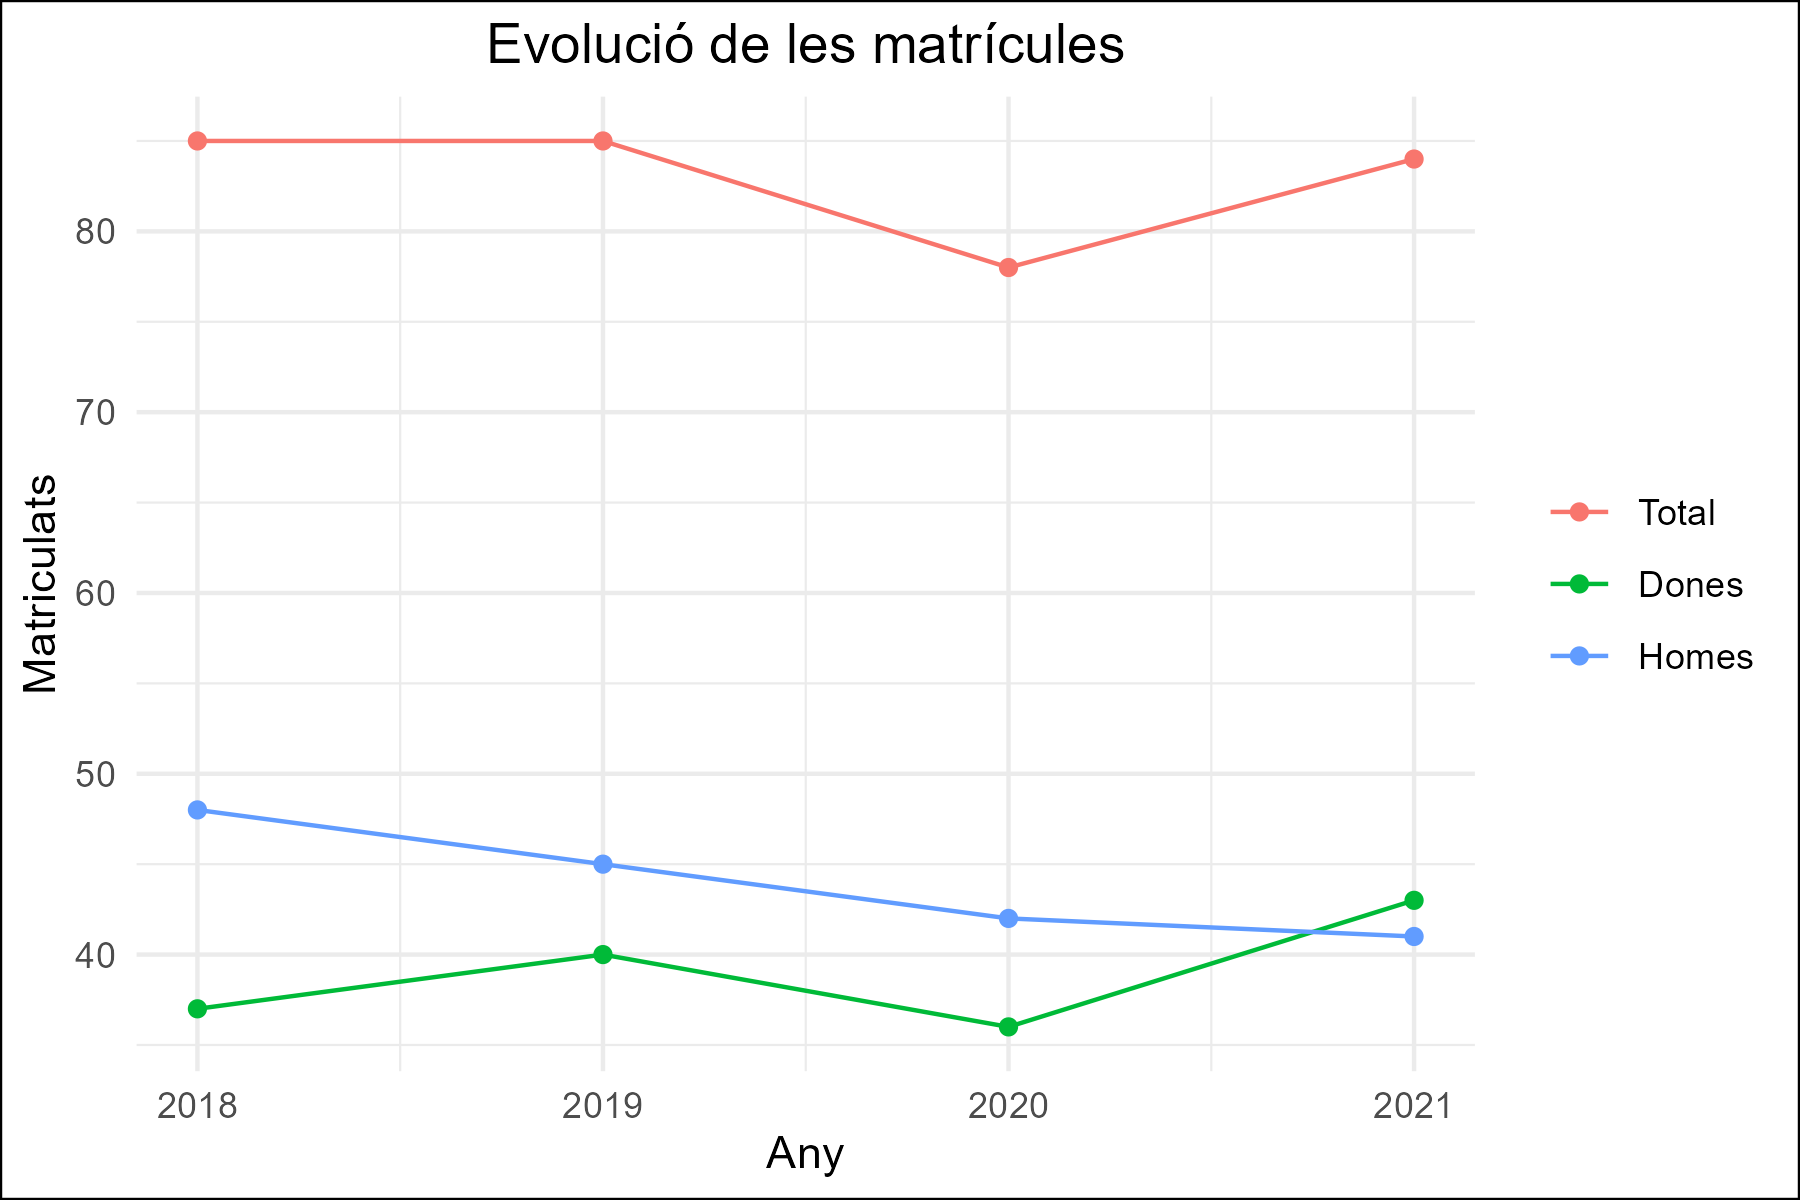 Evolució de les matrícules
Matriculats
80
70
60
50
40
2018
2019
2020
2021
Any
Total
Dones
Homes